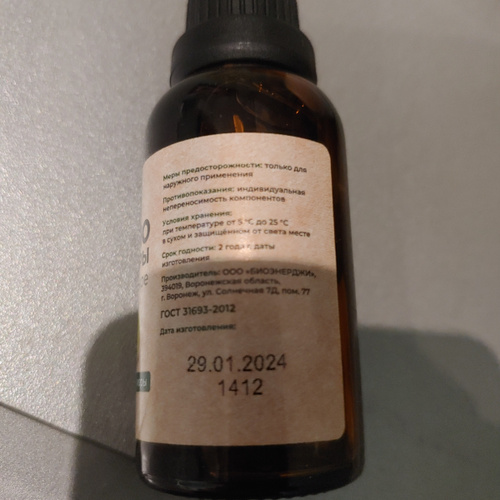 Меры предосторожности: только для
наружного применения
Противопоказания: индивидуальная
непереносимость компонентов
Условия хранения:
при температуре от 5 °С до 25 °С
в сухом и защищённом от света месте
Срок годности: 2 года с даты
изготовления
Производитель: ООО «БИОЭНЕРДЖИ»,
394019, Воронежская область,
г. Воронеж, ул. Солнечная 7Д, пом. 77
ГОСТ 31693-2012
Дата изготовления:
29.01.2024
1412